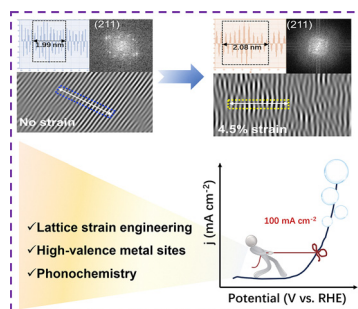 (211)
1.99 nm
No strain
(211)
2.08 nm
4.5% strain
✓Lattice strain engineering
✓High-valence metal sites
✓Phonochemistry
j (mA cm⁻²)
100 mA cm⁻²
Potential (V vs. RHE)